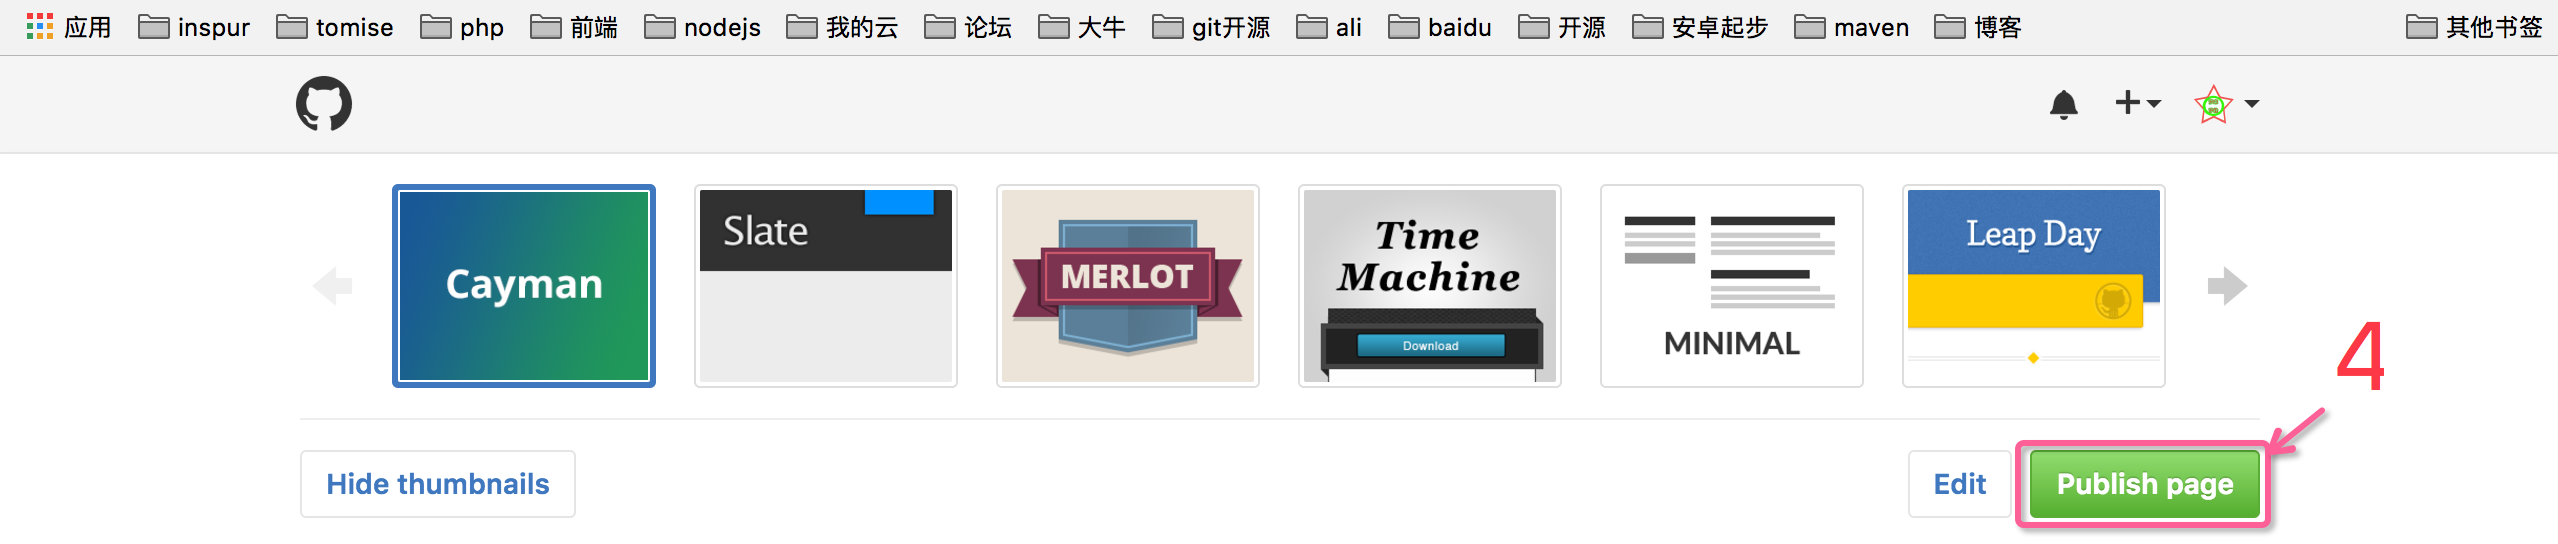 应用 inspur tomise php 前端 nodejs 我的云 论坛 大牛 git开源 ali baidu 开源 安卓起步 maven 博客 其他书签
Cayman
Slate
MERLOT
Time
Machine
Download
MINIMAL
Leap Day
4
Hide thumbnails Edit Publish page